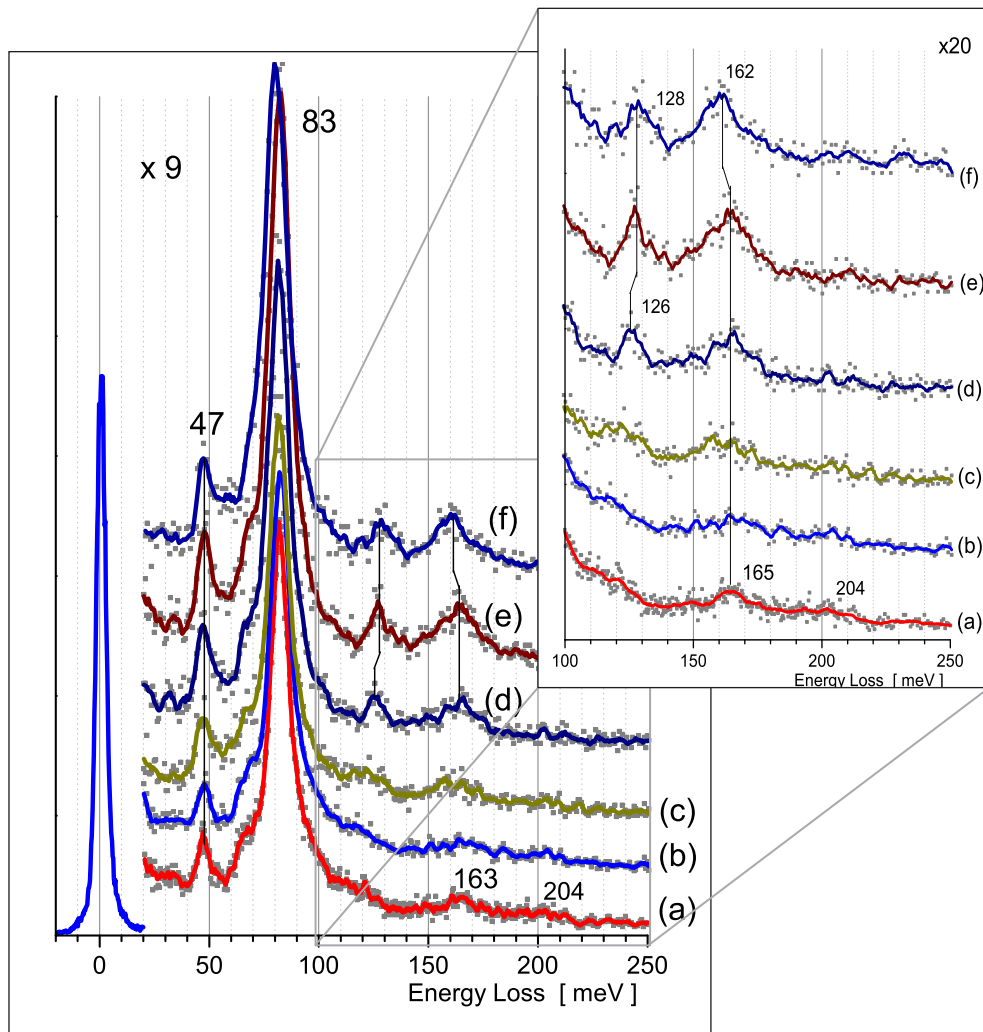 x20
162
128
(f)
(e)
126
(d)
(c)
(b)
165
204
(a)
100 150 200 250
Energy Loss [ meV]
83
x 9
47
(f)
(e)
(d)
(c)
(b)
163
204
(a)
0 50 100 150 200 250
Energy Loss [ meV]